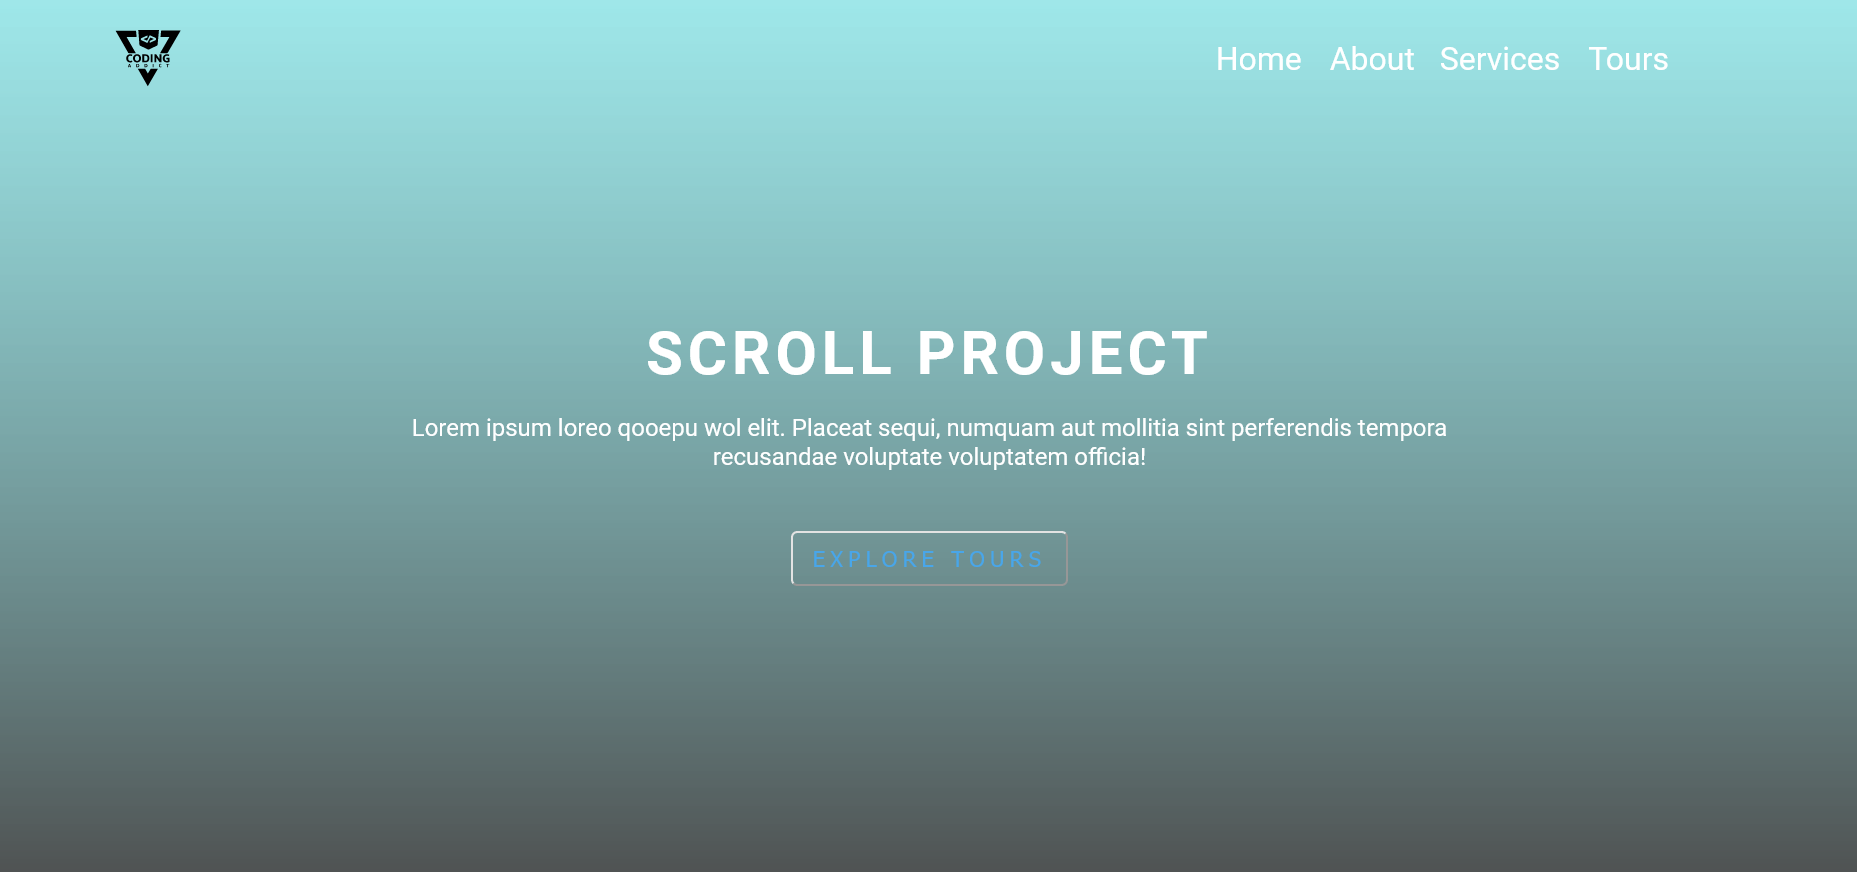 CODING
ADDICT
Home About Services Tours
SCROLL PROJECT
Lorem ipsum loreo qooepu wol elit. Placeat sequi, numquam aut mollitia sint perferendis tempora
recusandae voluptate voluptatem officia!
EXPLORE TOURS